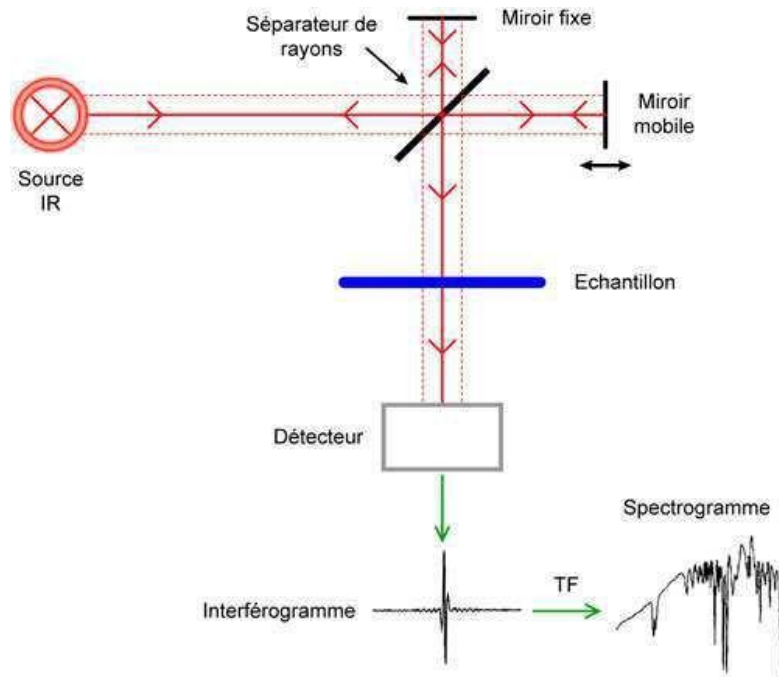 Séparateur de
rayons
Miroir fixe
Miroir
mobile
Source
IR
Echantillon
Détecteur
Spectrogramme
Interférogramme
TF